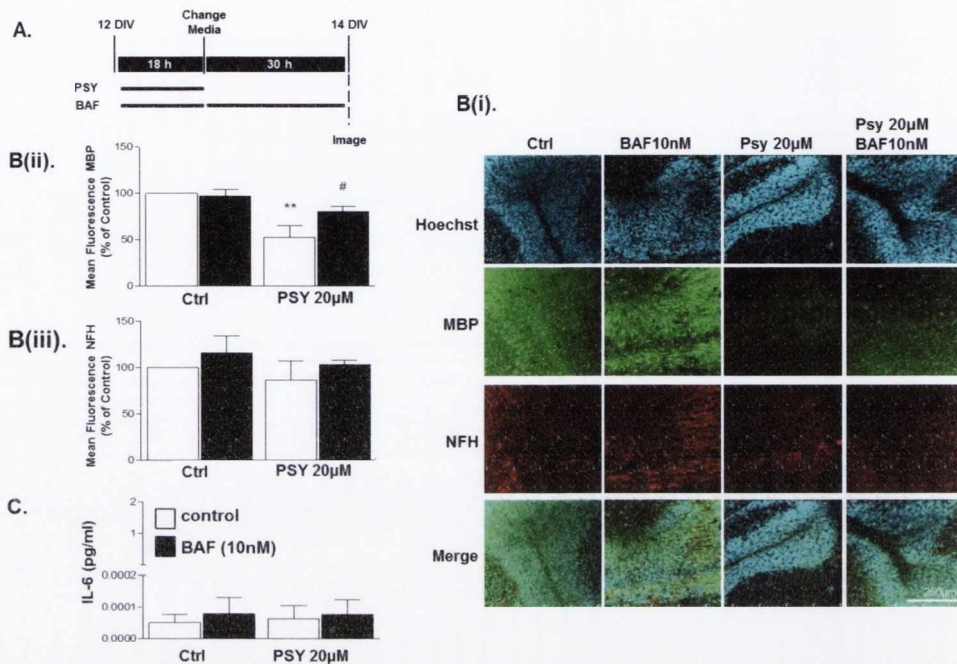 A.
12 DIV
Change
Media
14 DIV
18 h
30 h
PSY
BAF
Image
B(ii).
Mean Fluorescence MBP
(% of Control)
150
100
50
0
**
#
Ctrl
PSY 20µM
B(iii).
Mean Fluorescence NFH
(% of Control)
150
100
50
0
Ctrl
PSY 20µM
C.
IL-6 (pg/ml)
2
1
0.0002
0.0001
0.0000
control
BAF (10nM)
Ctrl
PSY 20µM
B(i).
Ctrl
BAF10nM
Psy 20µM
Psy 20µM
BAF10nM
Hoechst
MBP
NFH
Merge
250µm